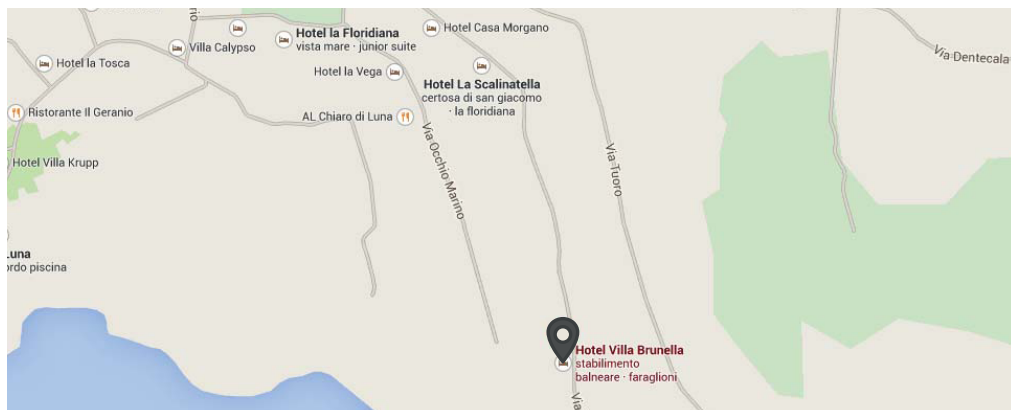 rio
Hotel la Floridiana
vista mare · junior suite
Hotel Casa Morgano
Villa Calypso
Via Dentecala
Hotel la Tosca
Hotel la Vega
Hotel La Scalinatella
certosa di san giacomo
· la floridiana
Ristorante Il Geranio
AL Chiaro di Luna
Via Occhio Marino
Via Tuoro
Hotel Villa Krupp
Luna
ordo piscina
Hotel Villa Brunella
stabilimento
balneare · faraglioni
Via